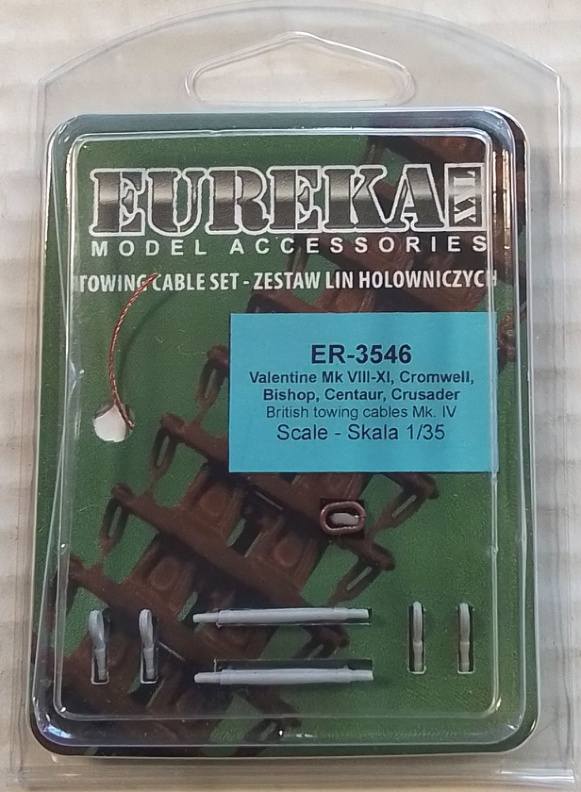 EUREKA XXL
MODEL ACCESSORIES
TOWING CABLE SET - ZESTAW LIN HOLOWNICZYCH
ER-3546
Valentine Mk VIII-XI, Cromwell,
Bishop, Centaur, Crusader
British towing cables Mk. IV
Scale - Skala 1/35